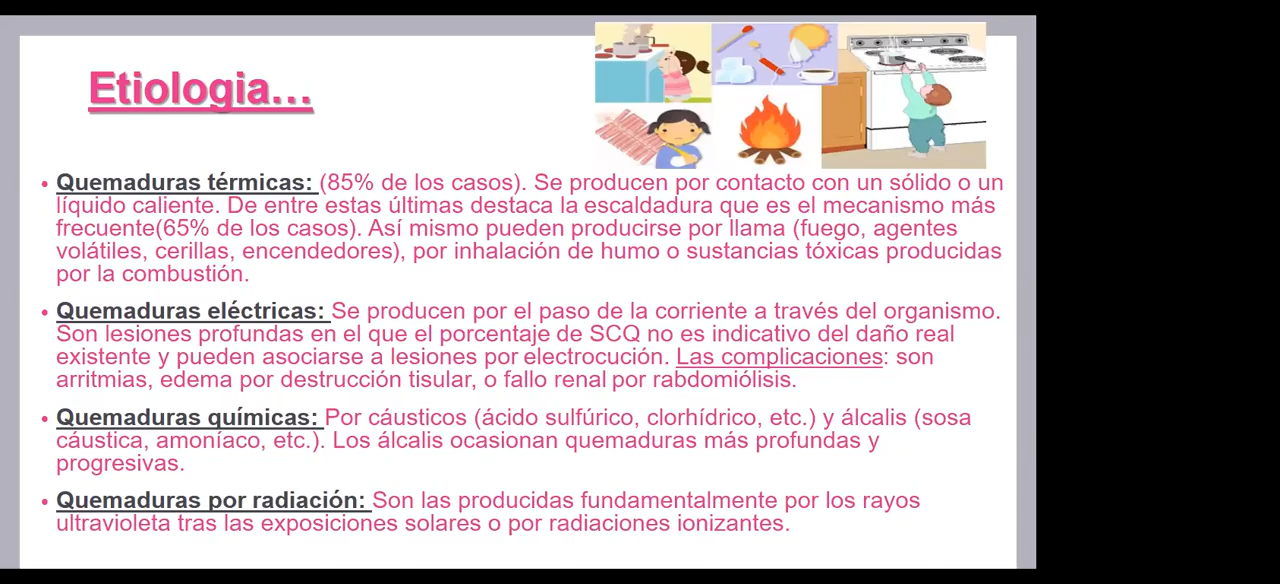 Etiologia...
• Quemaduras térmicas: (85% de los casos). Se producen por contacto con un sólido o un
líquido caliente. De entre estas últimas destaca la escaldadura que es el mecanismo más
frecuente(65% de los casos). Así mismo pueden producirse por llama (fuego, agentes
volátiles, cerillas, encendedores), por inhalación de humo o sustancias tóxicas producidas
por la combustión.
• Quemaduras eléctricas: Se producen por el paso de la corriente a través del organismo.
Son lesiones profundas en el que el porcentaje de SCQ no es indicativo del daño real
existente y pueden asociarse a lesiones por electrocución. Las complicaciones: son
arritmias, edema por destrucción tisular, o fallo renal por rabdomiólisis.
• Quemaduras químicas: Por cáusticos (ácido sulfúrico, clorhídrico, etc.) y álcalis (sosa
cáustica, amoníaco, etc.). Los álcalis ocasionan quemaduras más profundas y
progresivas.
• Quemaduras por radiación: Son las producidas fundamentalmente por los rayos
ultravioleta tras las exposiciones solares o por radiaciones ionizantes.